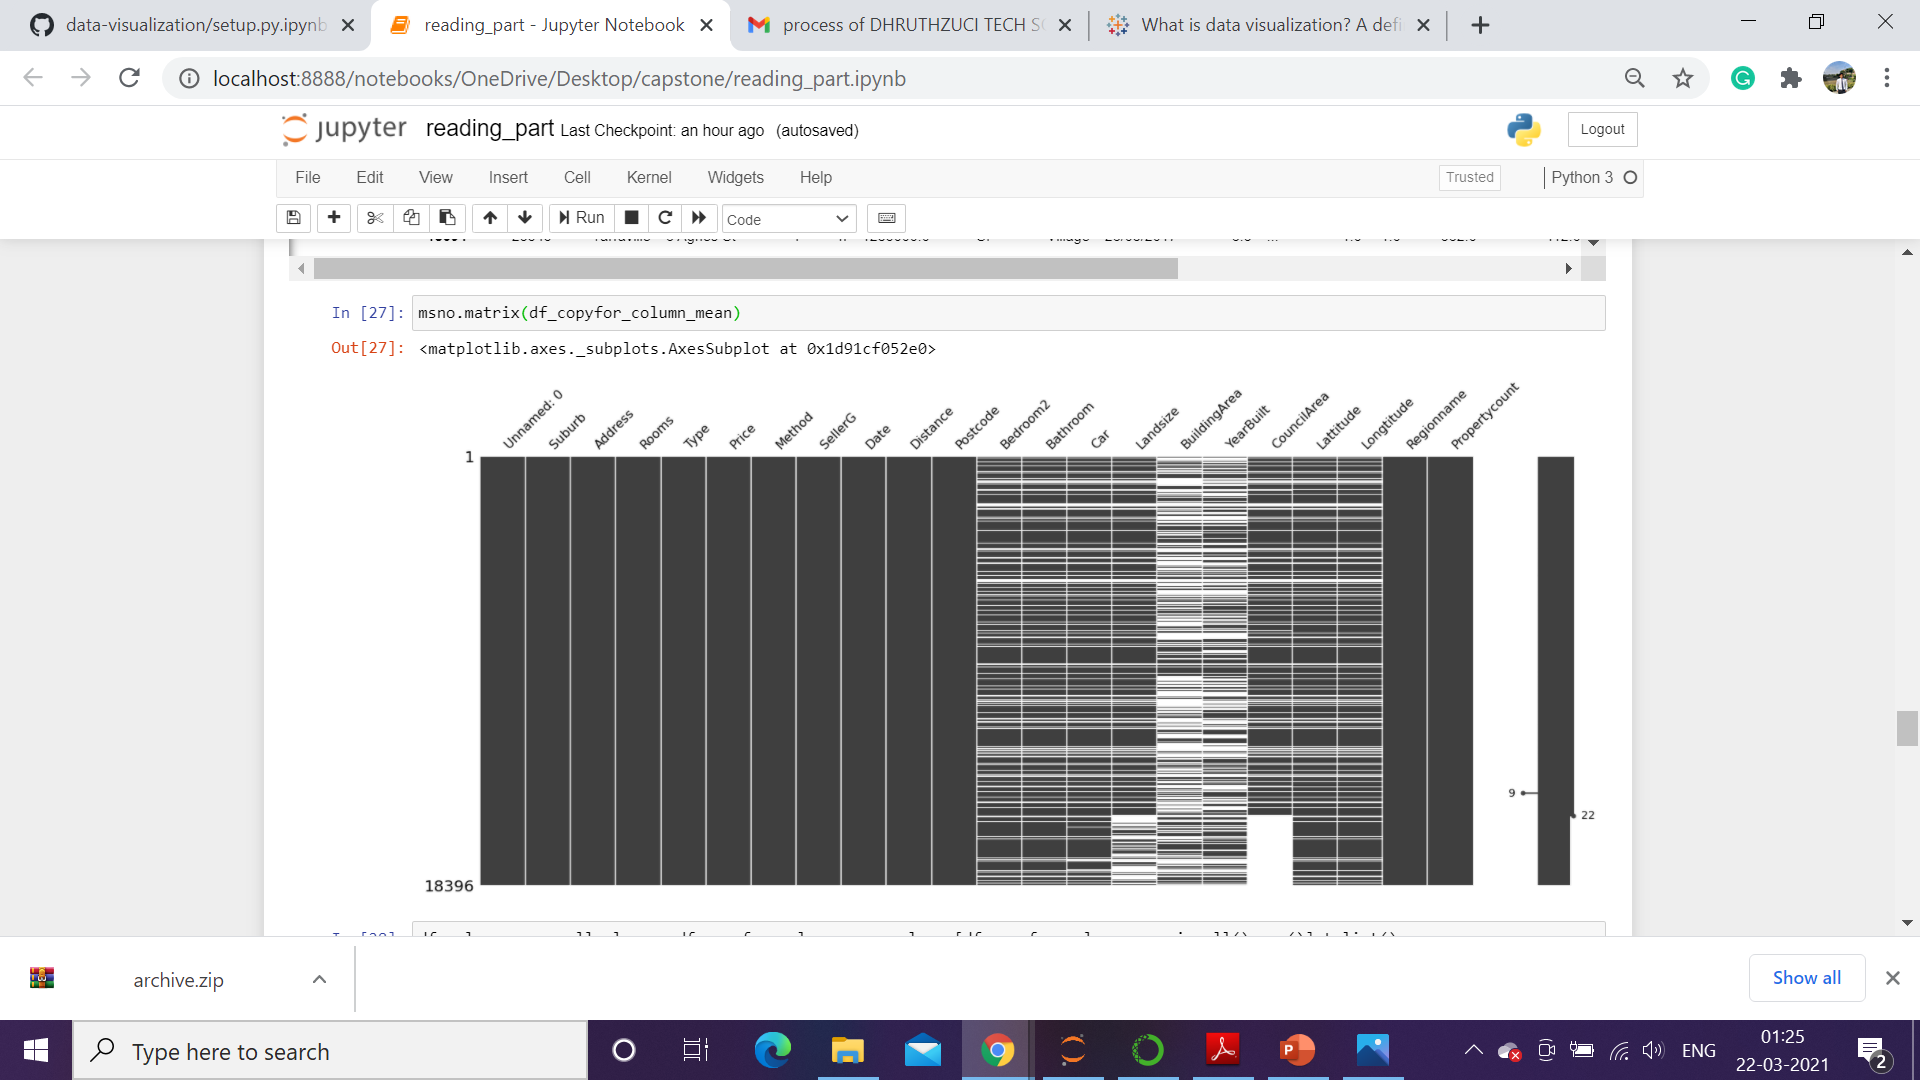 data-visualization/setup.py.ipynb
reading_part - Jupyter Notebook
process of DHRUTHZUCI TECH
What is data visualization? A defi
localhost:8888/notebooks/OneDrive/Desktop/capstone/reading_part.ipynb
jupyter reading_part Last Checkpoint: an hour ago (autosaved)
Logout
File Edit View Insert Cell Kernel Widgets Help
Trusted
Python 3
Run
Code
In [27]: msno.matrix(df_copyfor_column_mean)
Out[27]: <matplotlib.axes._subplots.AxesSubplot at 0x1d91cf052e0>
Unnamed: 0
Suburb
Address
Rooms
Type
Price
Method
SellerG
Date
Distance
Postcode
Bedroom2
Bathroom
Car
Landsize
BuildingArea
YearBuilt
CouncilArea
Lattitude
Longtitude
Regionname
Propertycount
1
9
22
18396
archive.zip
Show all
Type here to search
ENG
01:25
22-03-2021
2